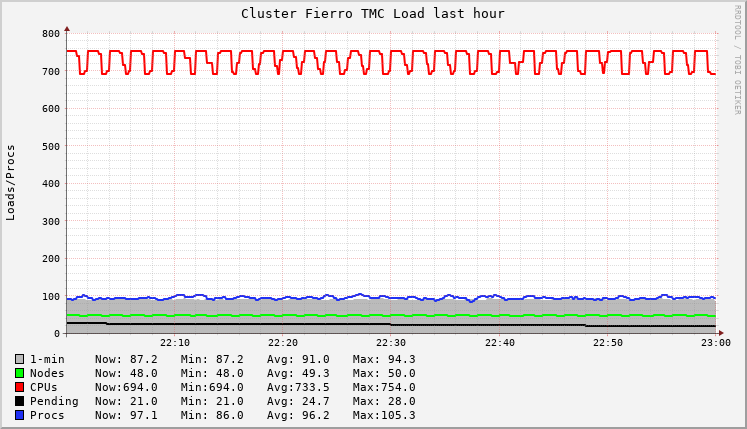 Cluster Fierro TMC Load last hour
RRDTOOL / TOBI OETIKER
Loads/Procs
800
700
600
500
400
300
200
100
0
22:10 22:20 22:30 22:40 22:50 23:00
1-min Now: 87.2 Min: 87.2 Avg: 91.0 Max: 94.3
Nodes Now: 48.0 Min: 48.0 Avg: 49.3 Max: 50.0
CPUs Now:694.0 Min:694.0 Avg:733.5 Max:754.0
Pending Now: 21.0 Min: 21.0 Avg: 24.7 Max: 28.0
Procs Now: 97.1 Min: 86.0 Avg: 96.2 Max:105.3